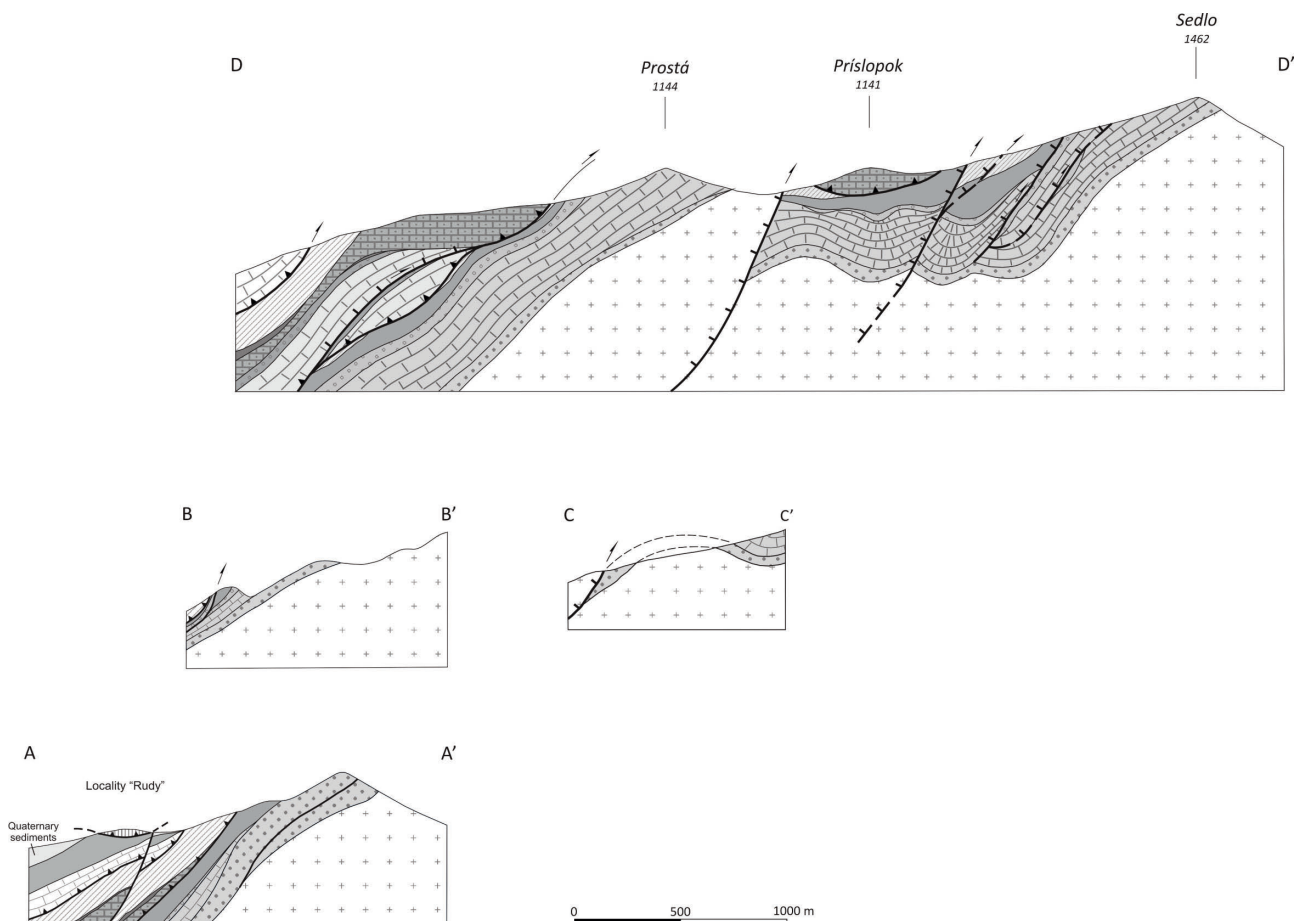 Sedlo
1462
D
Prostá
1144
Príslopok
1141
D'
B
B'
C
C'
A
A'
Locality "Rudy"
Quaternary
sediments
0
500
1000 m